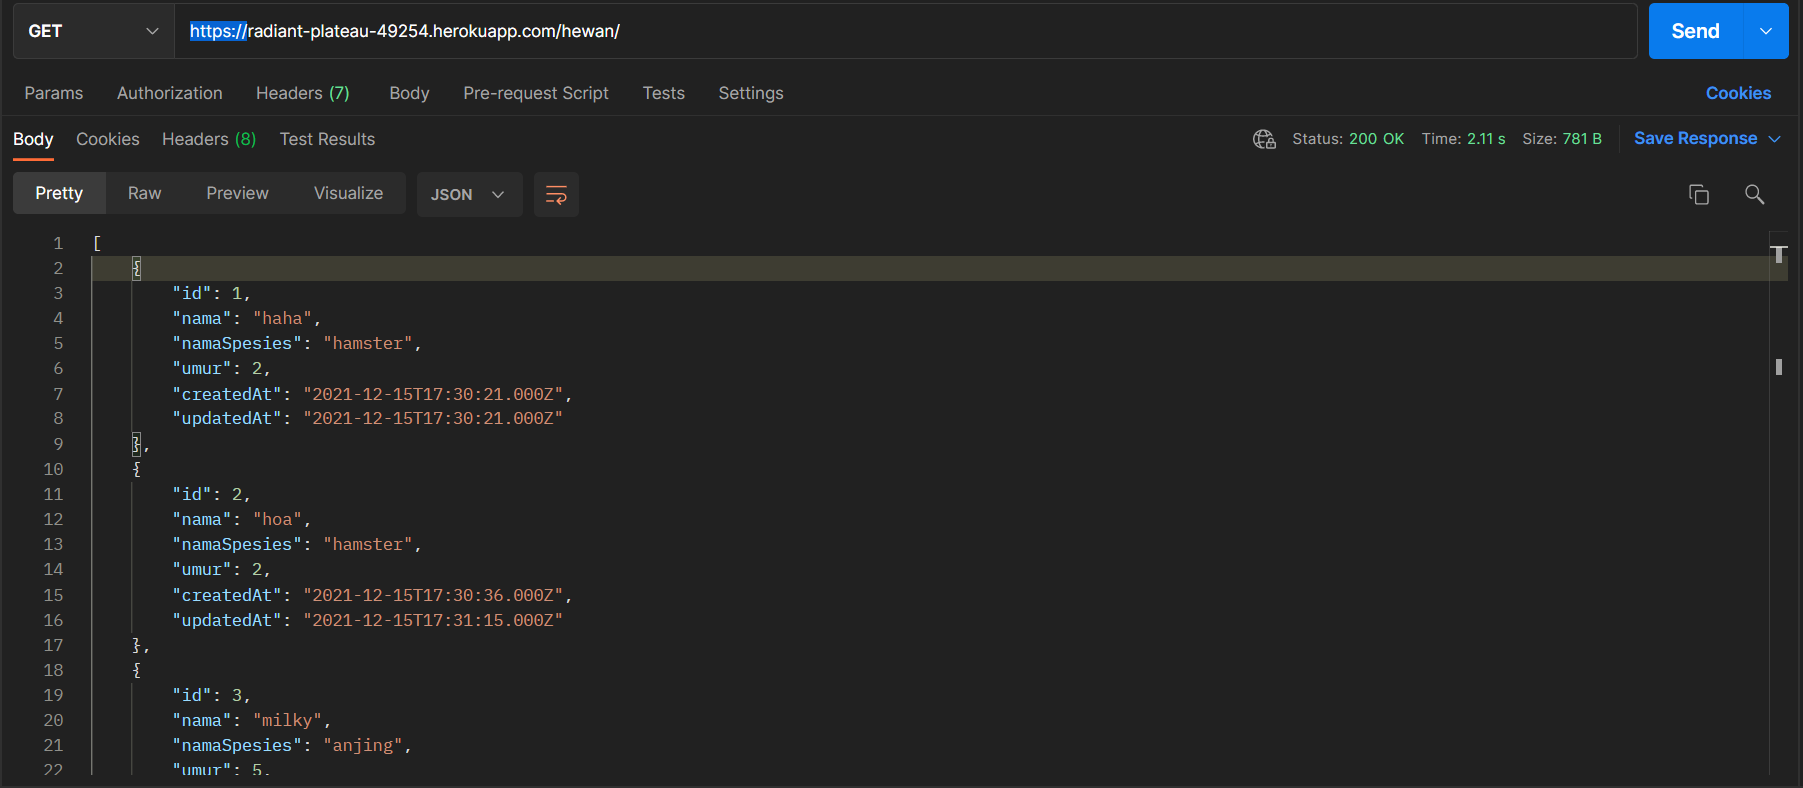 GET https://radiant-plateau-49254.herokuapp.com/hewan/ Send
Params Authorization Headers (7) Body Pre-request Script Tests Settings Cookies
Body Cookies Headers (8) Test Results Status: 200 OK Time: 2.11 s Size: 781 B Save Response
Pretty Raw Preview Visualize JSON
1 [
2 {
3 "id": 1,
4 "nama": "haha",
5 "namaSpesies": "hamster",
6 "umur": 2,
7 "createdAt": "2021-12-15T17:30:21.000Z",
8 "updatedAt": "2021-12-15T17:30:21.000Z"
9 },
10 {
11 "id": 2,
12 "nama": "hoa",
13 "namaSpesies": "hamster",
14 "umur": 2,
15 "createdAt": "2021-12-15T17:30:36.000Z",
16 "updatedAt": "2021-12-15T17:31:15.000Z"
17 },
18 {
19 "id": 3,
20 "nama": "milky",
21 "namaSpesies": "anjing",
22 "umur": 5,